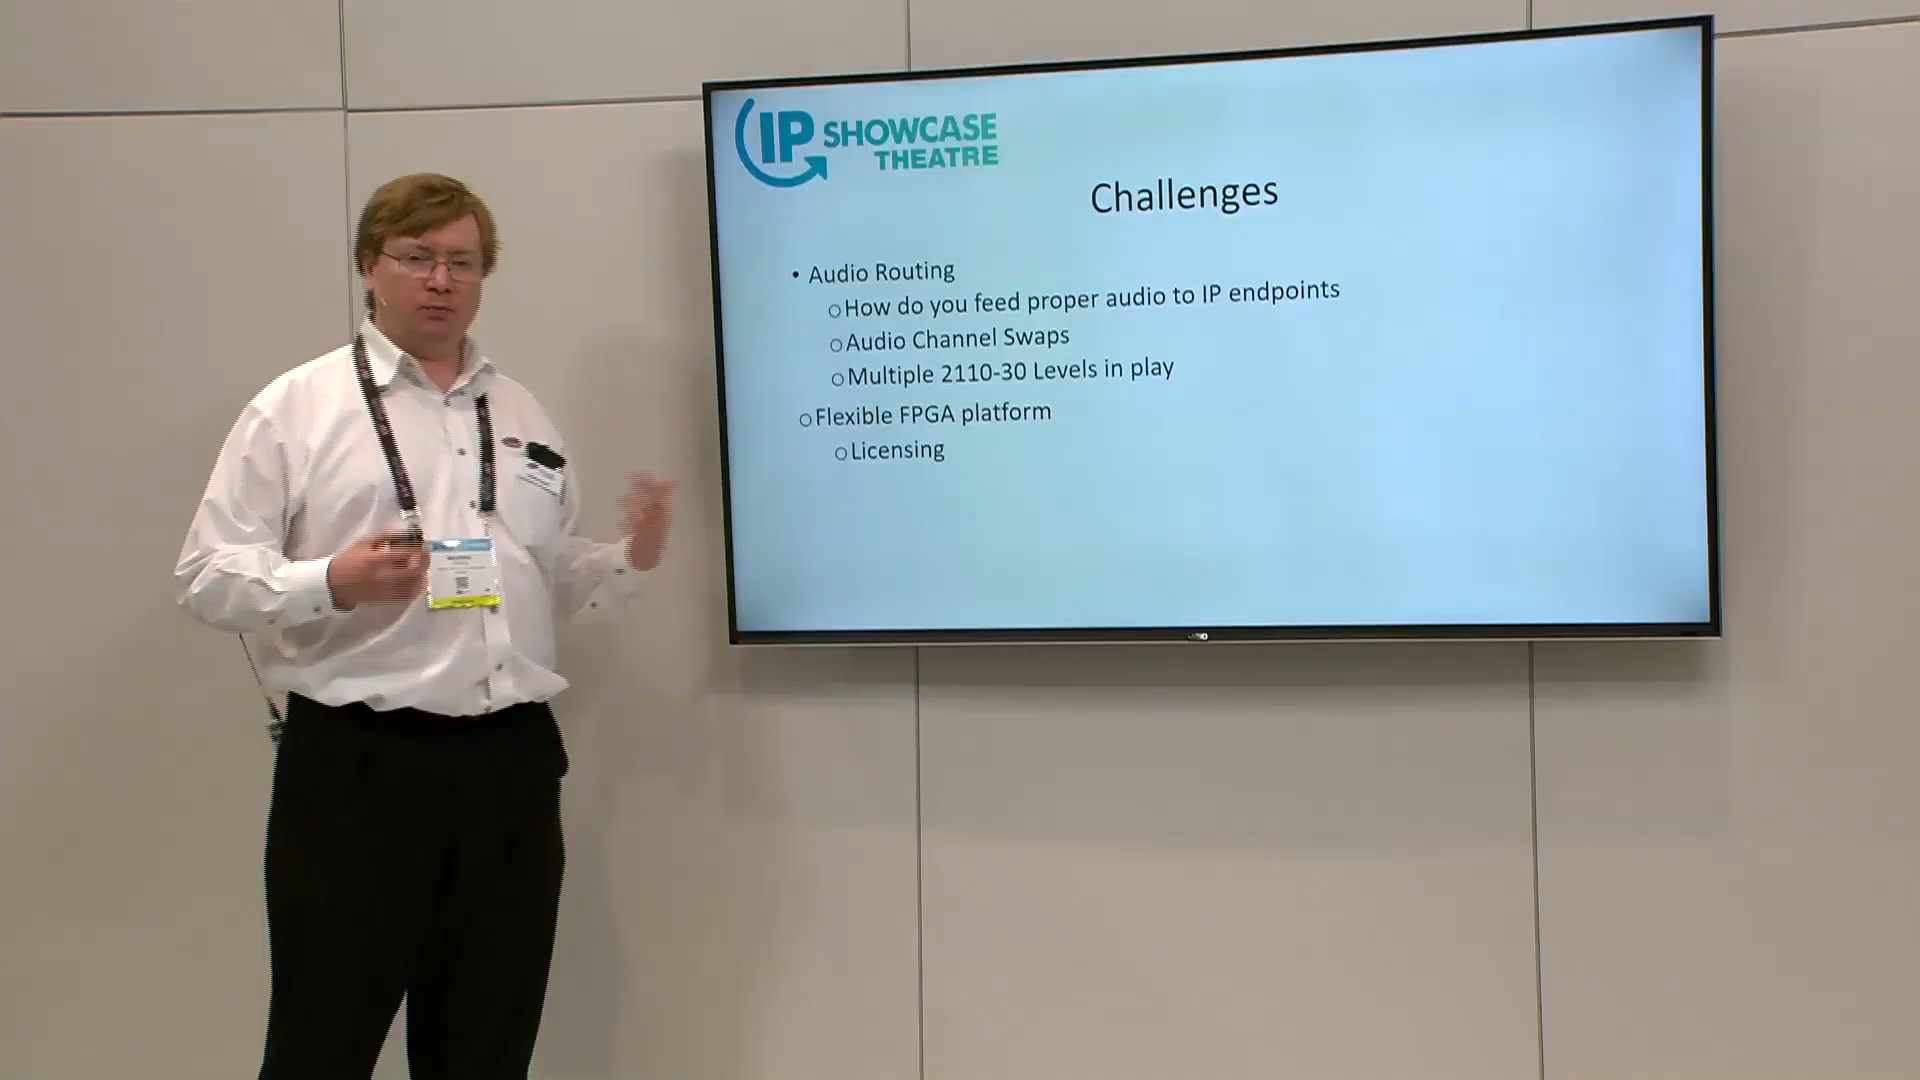 IP SHOWCASE
THEATRE
Challenges
• Audio Routing
○ How do you feed proper audio to IP endpoints
○ Audio Channel Swaps
○ Multiple 2110-30 Levels in play
○ Flexible FPGA platform
○ Licensing